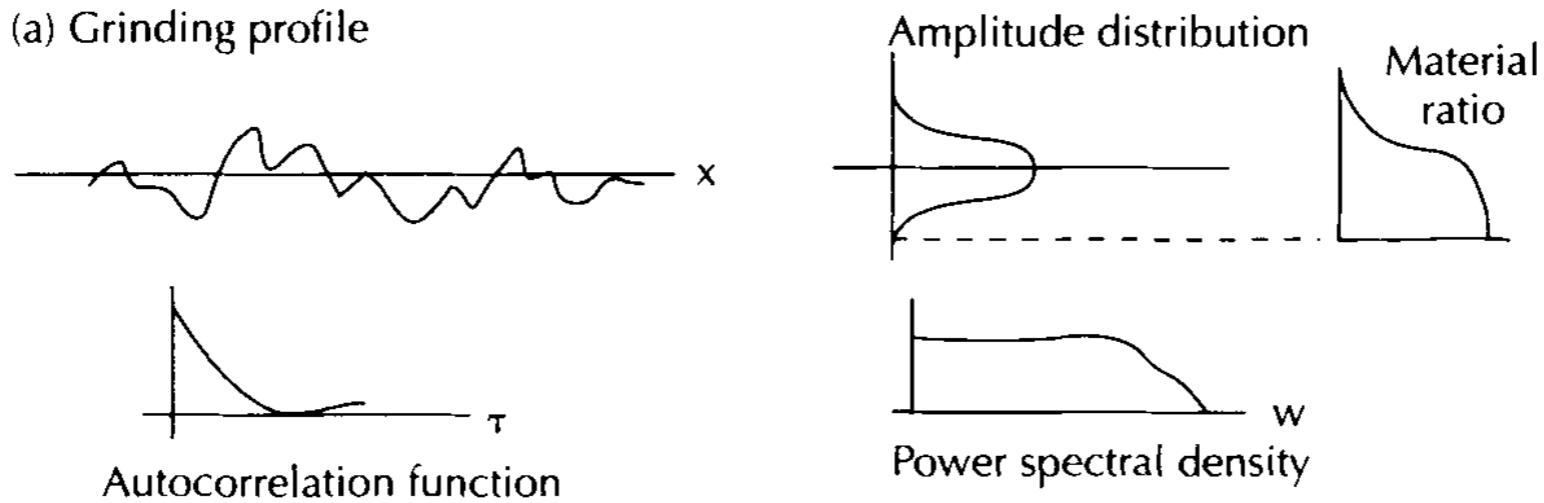 (a) Grinding profile
x
Amplitude distribution
Material
ratio
τ
Autocorrelation function
w
Power spectral density